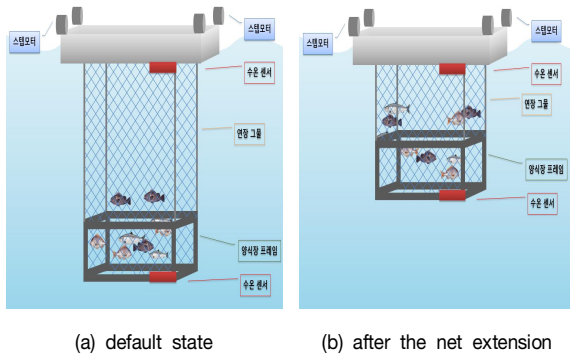 스텝모터
스텝모터
수온 센서
연장 그물
양식장 프레임
수온 센서
(a) default state
스텝모터
스텝모터
수온 센서
연장 그물
양식장 프레임
수온 센서
(b) after the net extension